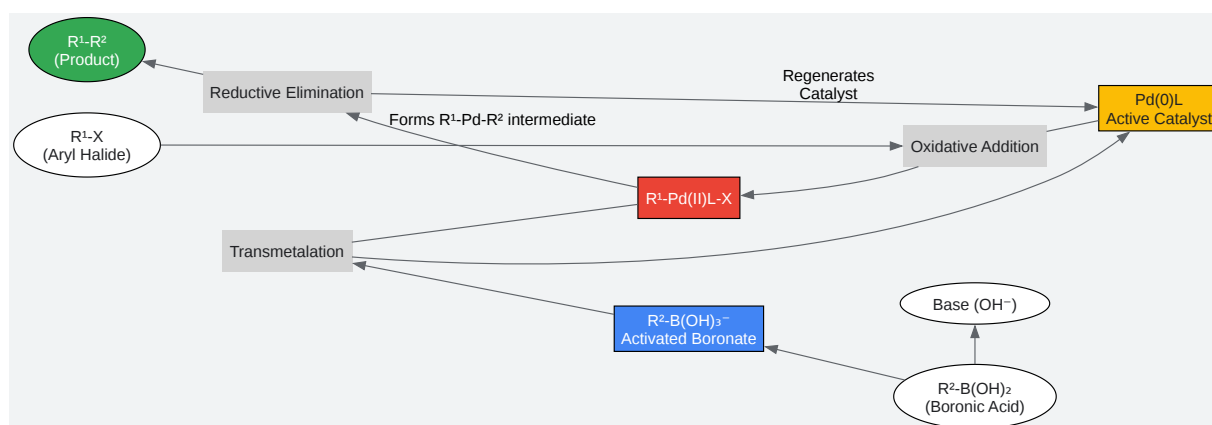 R¹-R²
(Product)
Reductive Elimination
Regenerates
Catalyst
Pd(0)L
Active Catalyst
Forms R¹-Pd-R² intermediate
R¹-X
(Aryl Halide)
Oxidative Addition
R¹-Pd(II)L-X
Transmetalation
R²-B(OH)₃⁻
Activated Boronate
Base (OH⁻)
R²-B(OH)₂
(Boronic Acid)